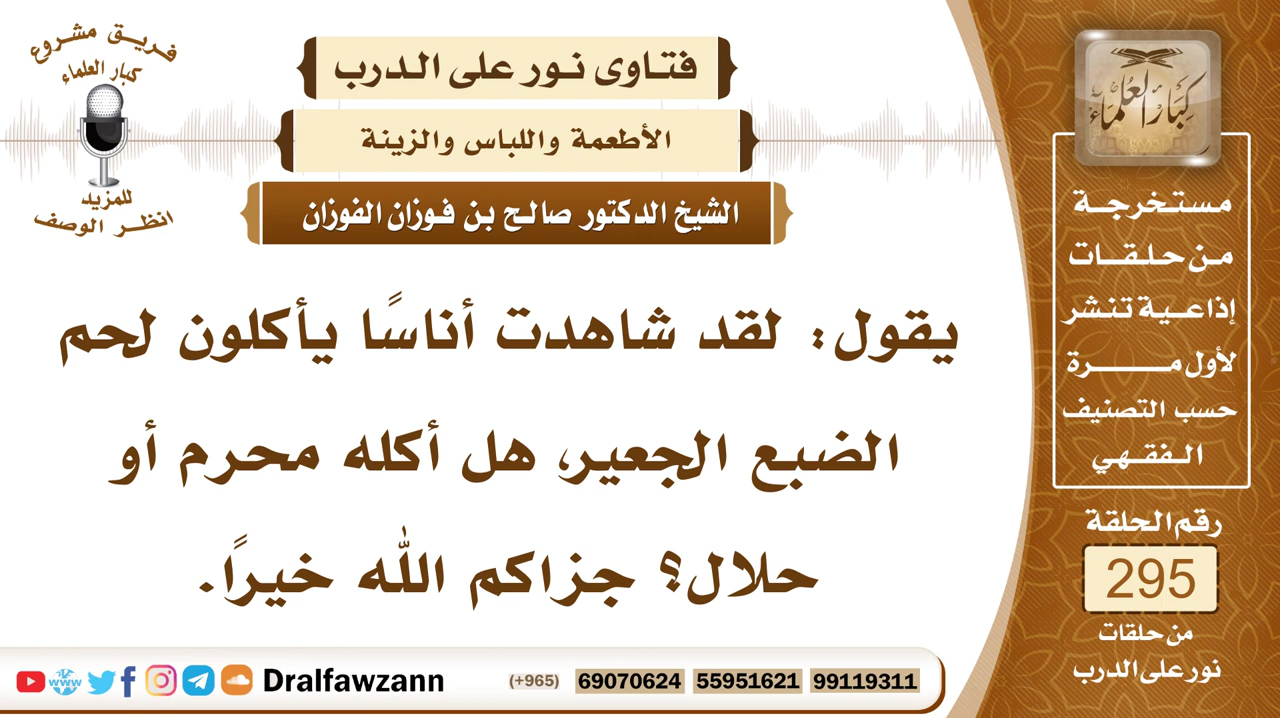 فريق مشروع
كبار العلماء
للمزيد
انظر الوصف
فتاوى نور على الدرب
الأطعمة واللباس والزينة
الشيخ الدكتور صالح بن فوزان الفوزان
يقول: لقد شاهدت أناسًا يأكلون لحم
الضبع الجعير، هل أكله محرم أو
حلال؟ جزاكم الله خيرًا.
كبار العلماء
مستخرجة
من حلقات
إذاعية تنشر
لأول مرة
حسب التصنيف
الفقهي
رقم الحلقة
295
من حلقات
نور على الدرب
www
Dralfawzann
(+965) 69070624 55951621 99119311